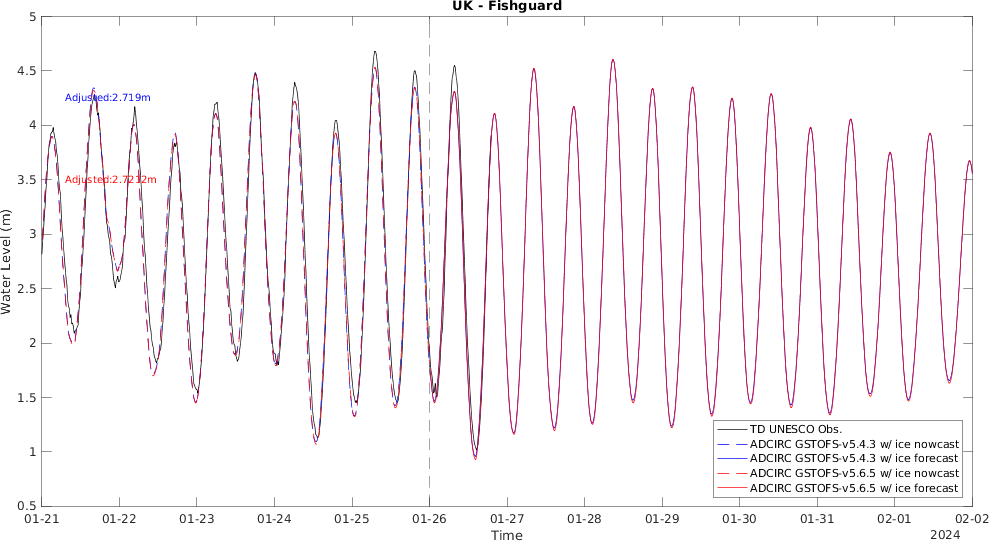 UK - Fishguard
5
4.5
4
3.5
3
2.5
2
1.5
1
0.5
Water Level (m)
Adjusted:2.719m
Adjusted:2.7212m
TD UNESCO Obs.
ADCIRC GSTOFS-v5.4.3 w/ ice nowcast
ADCIRC GSTOFS-v5.4.3 w/ ice forecast
ADCIRC GSTOFS-v5.6.5 w/ ice nowcast
ADCIRC GSTOFS-v5.6.5 w/ ice forecast
01-21 01-22 01-23 01-24 01-25 01-26 01-27 01-28 01-29 01-30 01-31 02-01 02-02
Time
2024